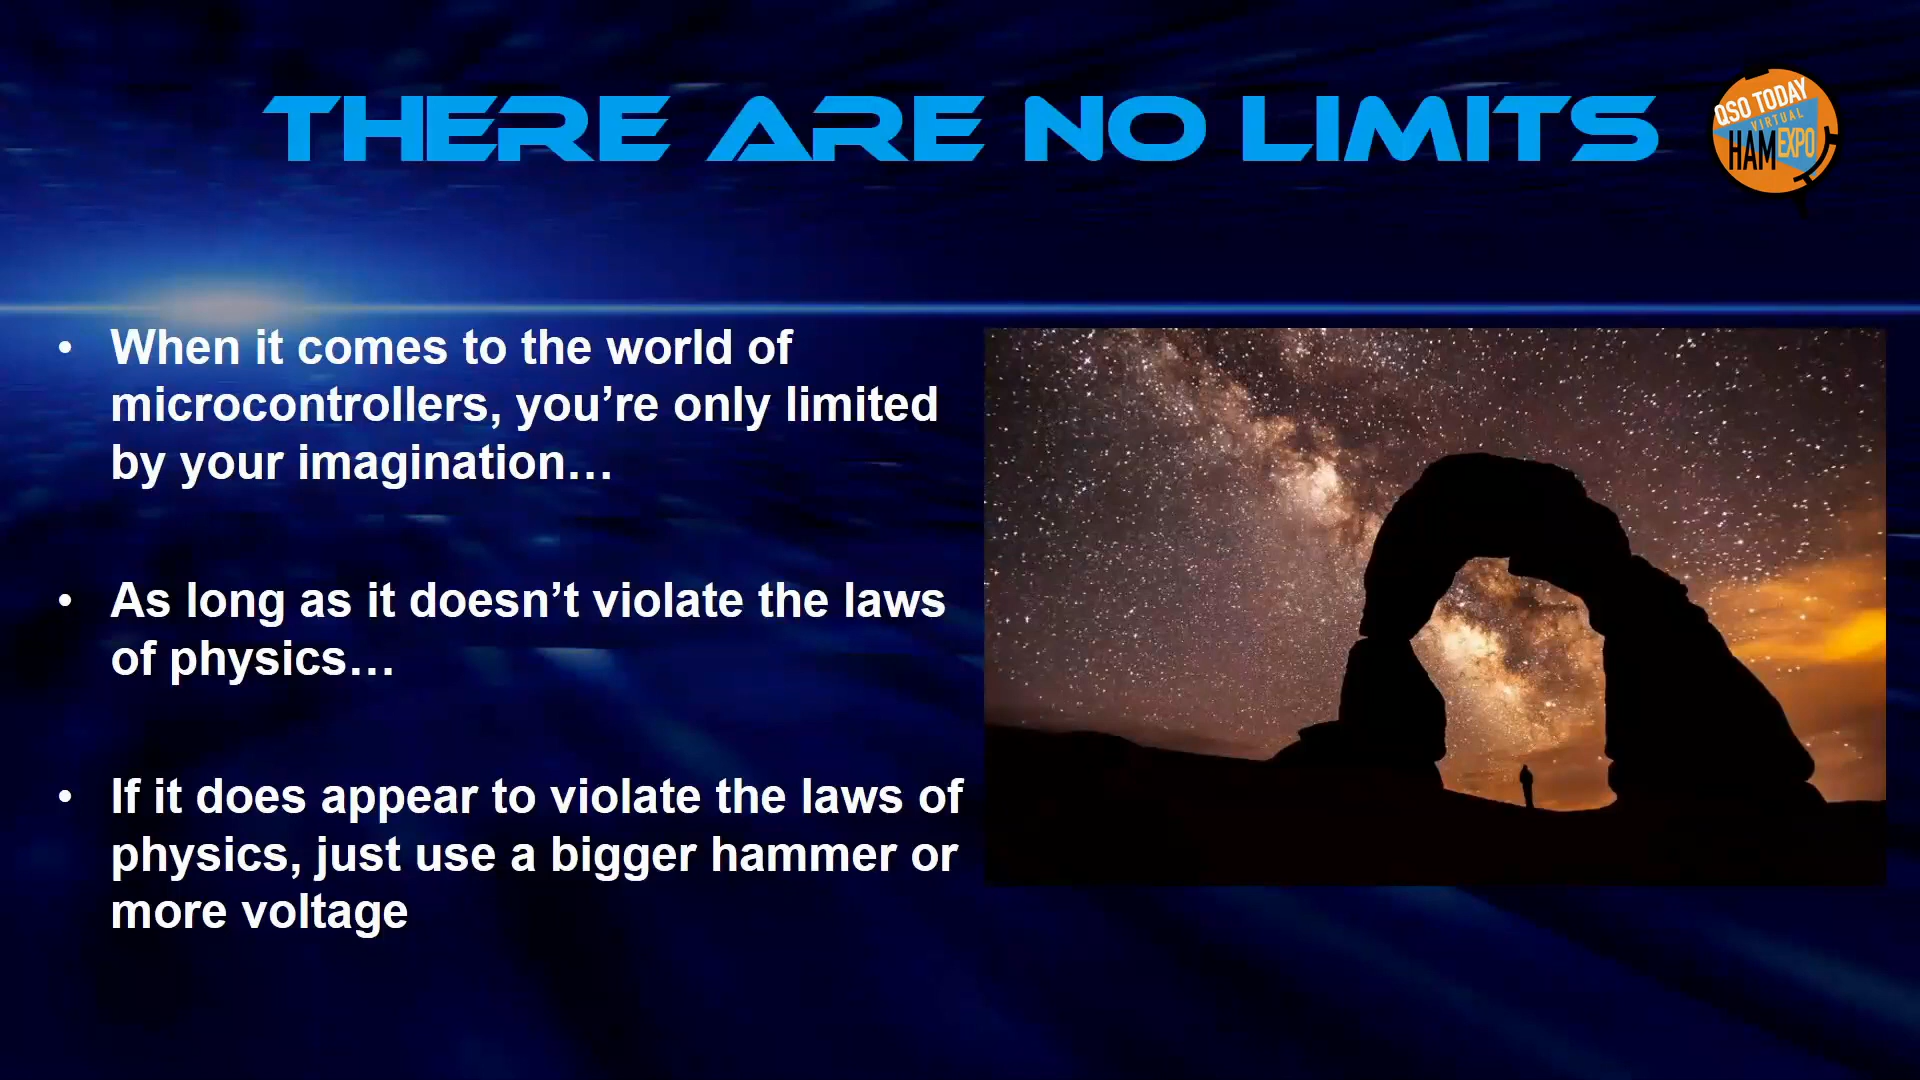 THERE ARE NO LIMITS
QSO TODAY
VIRTUAL
HAM EXPO
• When it comes to the world of
microcontrollers, you’re only limited
by your imagination…
• As long as it doesn’t violate the laws
of physics…
• If it does appear to violate the laws of
physics, just use a bigger hammer or
more voltage